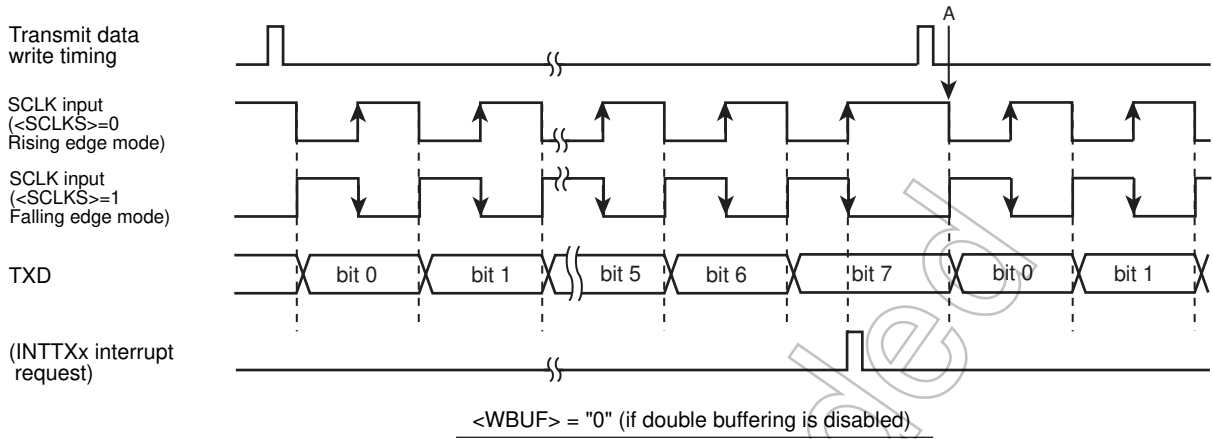 A
Transmit data
write timing
SCLK input
(<SCLKS>=0
Rising edge mode)
SCLK input
(<SCLKS>=1
Falling edge mode)
TXD
bit 0
bit 1
bit 5
bit 6
bit 7
bit 0
bit 1
(INTTXx interrupt
request)
<WBUF> = "0" (if double buffering is disabled)